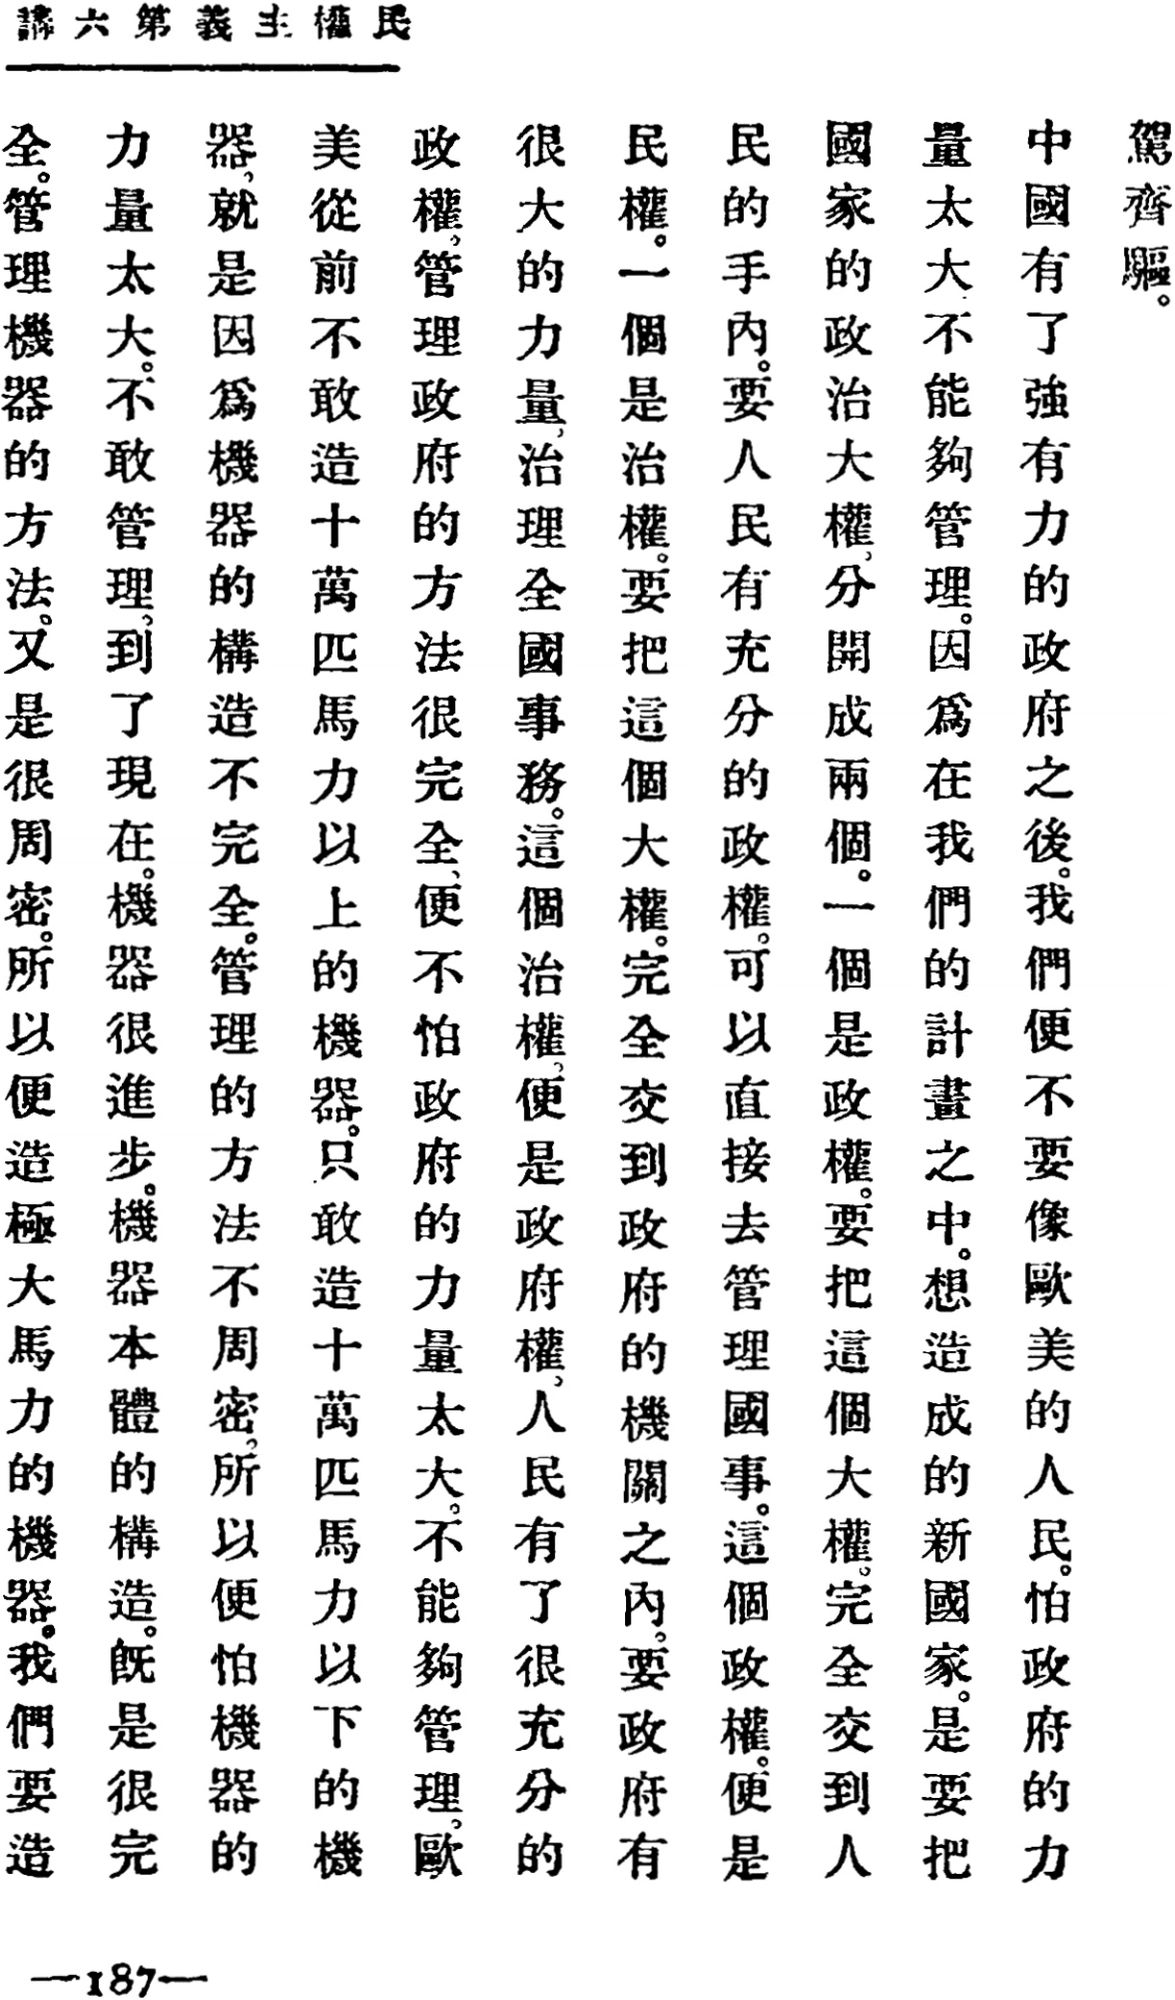 民權主義第六講
駕齊驅。
中國有了強有力的政府之後。我們便不要像歐美的人民。怕政府的力
量太大不能夠管理。因爲在我們的計畫之中。想造成的新國家。是要把
國家的政治大權，分開成兩個。一個是政權。要把這個大權。完全交到人
民的手內。要人民有充分的政權。可以直接去管理國事。這個政權。便是
民權。一個是治權。要把這個大權。完全交到政府的機關之內。要政府有
很大的力量，治理全國事務。這個治權，便是政府權，人民有了很充分的
政權，管理政府的方法很完全，便不怕政府的力量太大。不能夠管理，歐
美從前不敢造十萬匹馬力以上的機器。只敢造十萬匹馬力以下的機
器，就是因爲機器的構造不完全。管理的方法不周密，所以便怕機器的
力量太大。不敢管理，到了現在。機器很進步。機器本體的構造。旣是很完
全。管理機器的方法。又是很周密。所以便造極大馬力的機器。我們要造
—187—